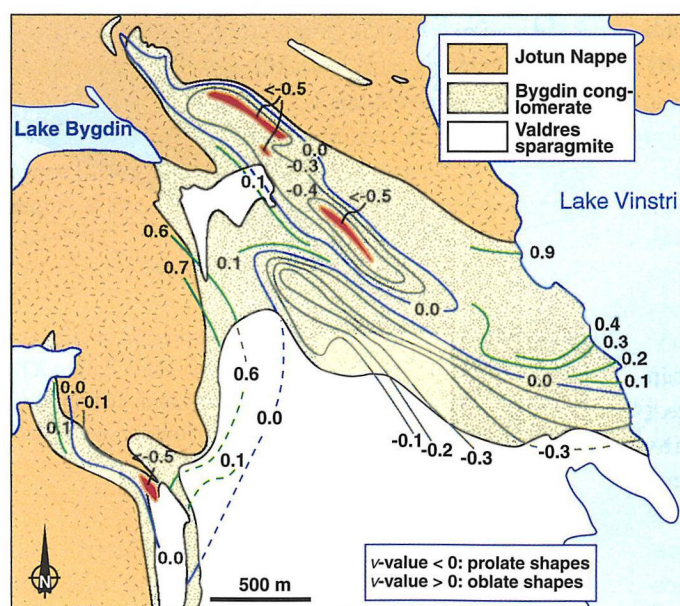 Jotun Nappe
Bygdin cong-
lomerate
Valdres
sparagmite
Lake Bygdin
Lake Vinstri
<-0.5
0.0
-0.3
-0.4
0.1
<-0.5
0.6
0.7
0.1
0.9
0.0
0.4
0.3
0.2
0.1
0.0
0.6
0.0
0.0
-0.1
0.1
-0.1
-0.2
-0.3
-0.3
0.1
<-0.5
0.0
N
500 m
v-value < 0: prolate shapes
v-value > 0: oblate shapes